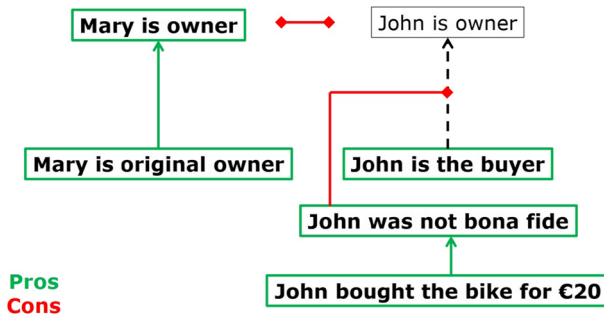 Mary is owner
John is owner
Mary is original owner
John is the buyer
John was not bona fide
John bought the bike for €20
Pros
Cons